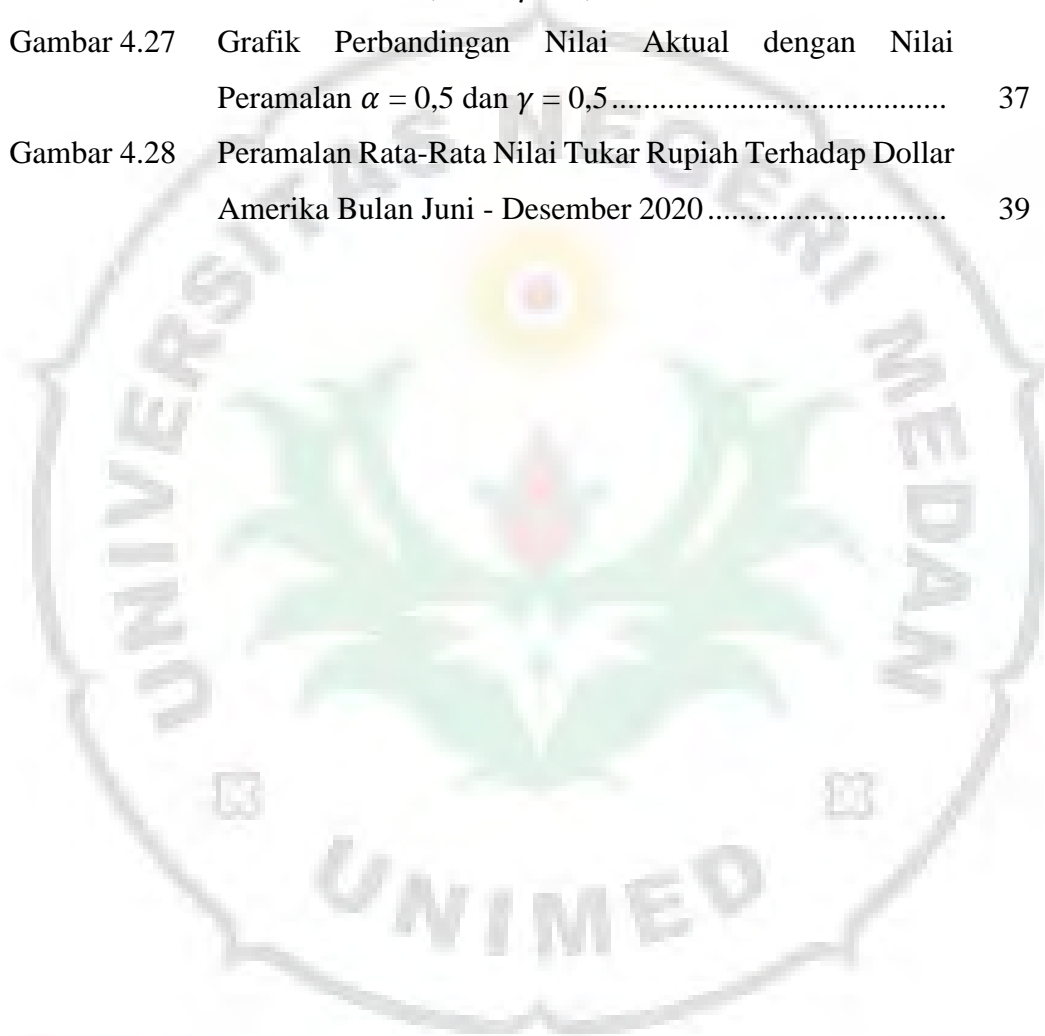 Gambar 4.27 Grafik Perbandingan Nilai Aktual dengan Nilai
Peramalan 𝛼 = 0,5 dan 𝛾 = 0,5.......................................... 37
Gambar 4.28 Peramalan Rata-Rata Nilai Tukar Rupiah Terhadap Dollar
Amerika Bulan Juni - Desember 2020.............................. 39
UNIVERSITAS NEGERI MEDAN
UNIMED